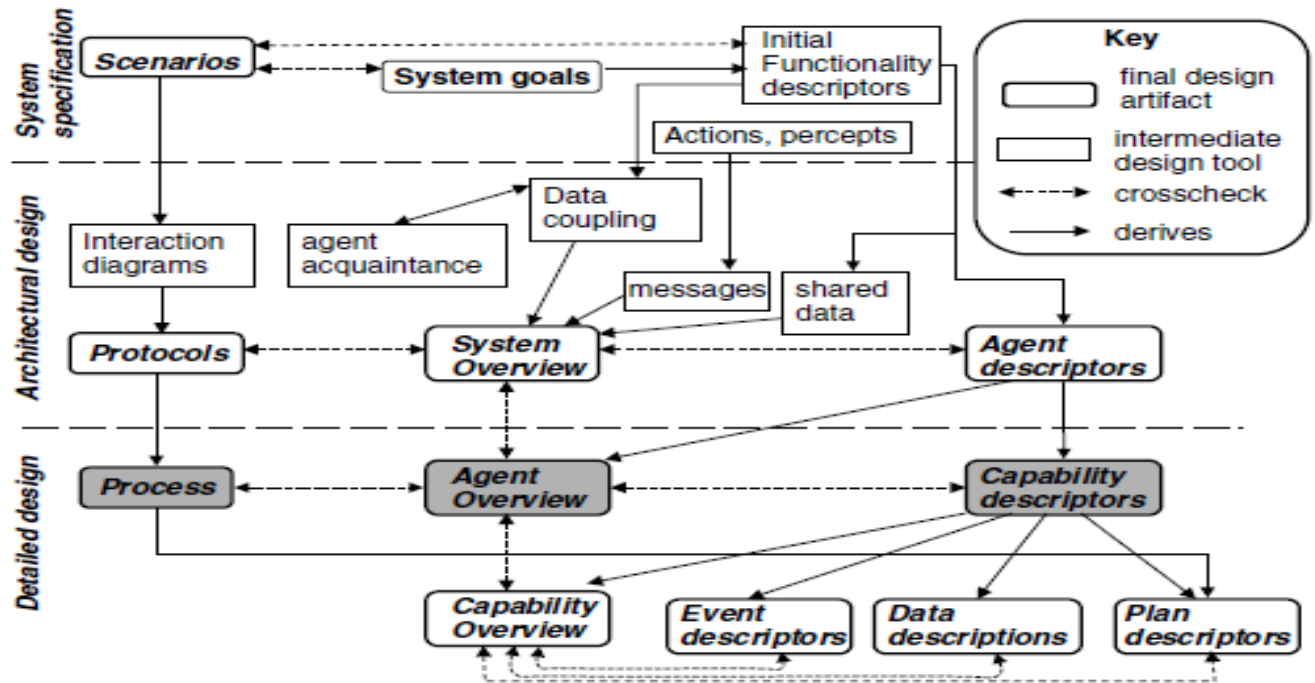 System
specification
Scenarios
System goals
Initial
Functionality
descriptors
Actions, percepts
Key
final design
artifact
intermediate
design tool
crosscheck
derives
Architectural design
Interaction
diagrams
agent
acquaintance
Data
coupling
messages
shared
data
Protocols
System
Overview
Agent
descriptors
Detailed design
Process
Agent
Overview
Capability
descriptors
Capability
Overview
Event
descriptors
Data
descriptions
Plan
descriptors